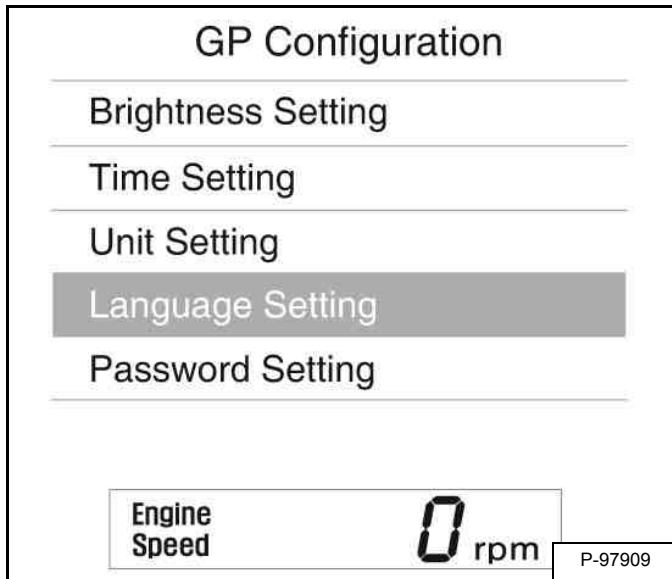 GP Configuration
Brightness Setting
Time Setting
Unit Setting
Language Setting
Password Setting
Engine
Speed
0 rpm
P-97909